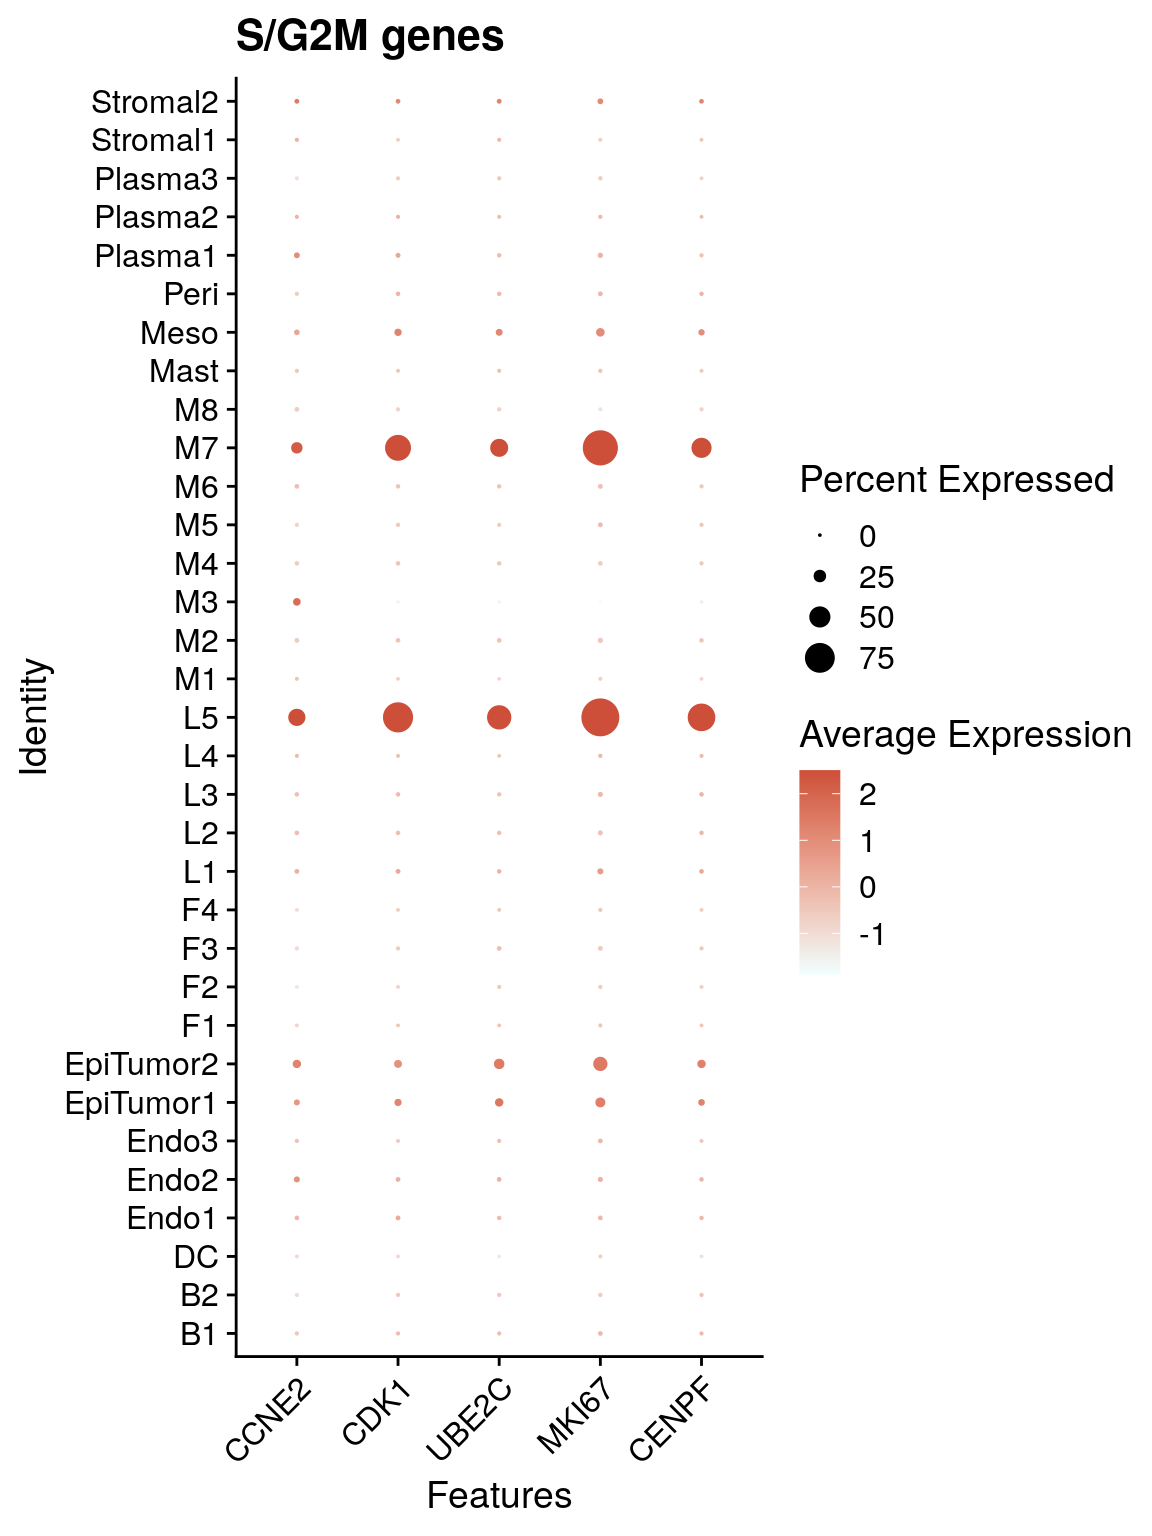 S/G2M genes
Identity
Stromal2
Stromal1
Plasma3
Plasma2
Plasma1
Peri
Meso
Mast
M8
M7
M6
M5
M4
M3
M2
M1
L5
L4
L3
L2
L1
F4
F3
F2
F1
EpiTumor2
EpiTumor1
Endo3
Endo2
Endo1
DC
B2
B1
CCNE2 CDK1 UBE2C MKI67 CENPF
Features
Percent Expressed
0
25
50
75
Average Expression
2
1
0
-1